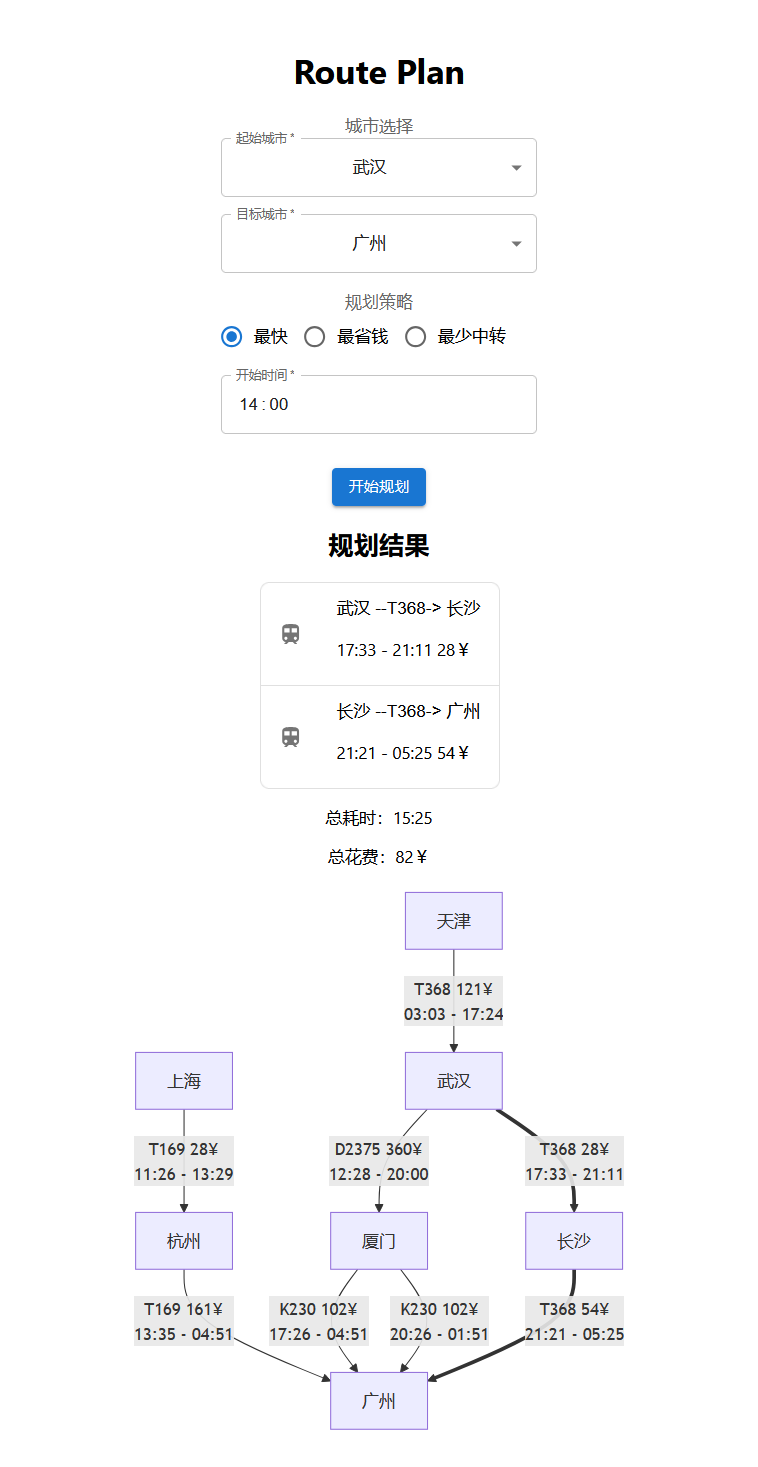 Route Plan
城市选择
起始城市 *
武汉
目标城市 *
广州
规划策略
最快 最省钱 最少中转
开始时间 *
14 : 00
开始规划
规划结果
武汉 --T368-> 长沙
17:33 - 21:11 28￥
长沙 --T368-> 广州
21:21 - 05:25 54￥
总耗时：15:25
总花费：82￥
天津
T368 121¥
03:03 - 17:24
上海 武汉
T169 28¥ D2375 360¥ T368 28¥
11:26 - 13:29 12:28 - 20:00 17:33 - 21:11
杭州 厦门 长沙
T169 161¥ K230 102¥ K230 102¥ T368 54¥
13:35 - 04:51 17:26 - 04:51 20:26 - 01:51 21:21 - 05:25
广州